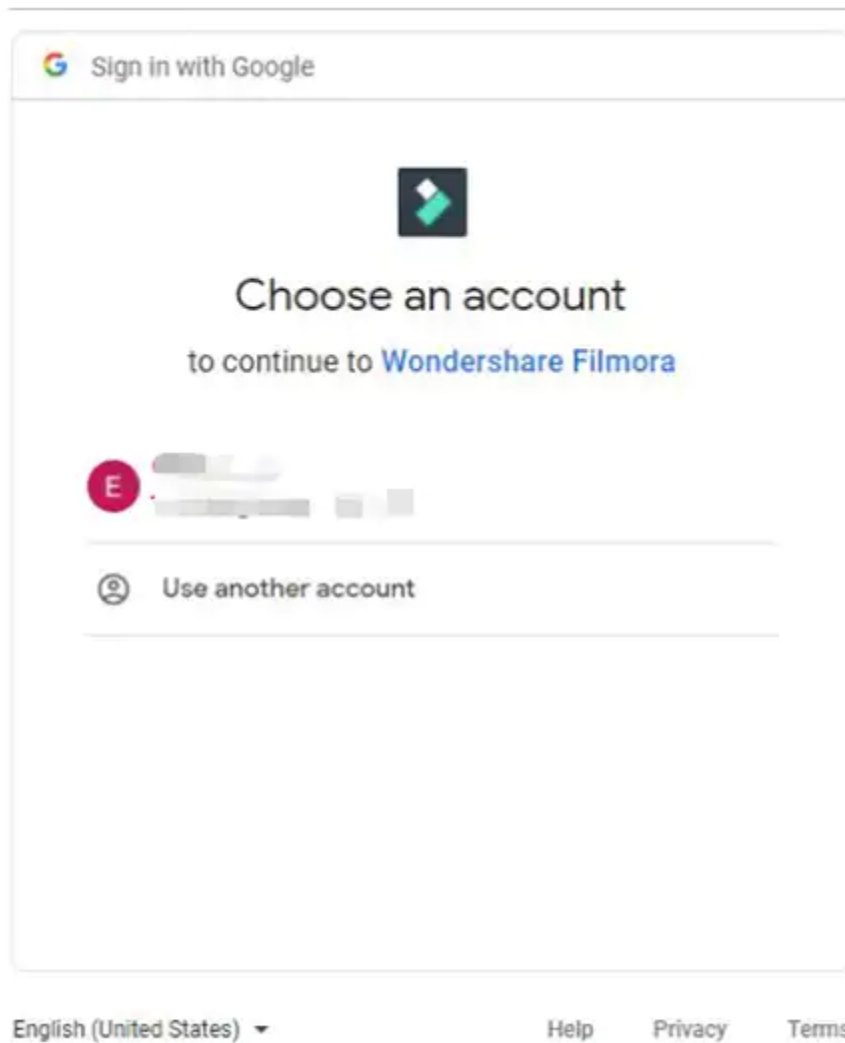 Sign in with Google
Choose an account
to continue to Wondershare Filmora
E
Use another account
English (United States)
Help Privacy Terms